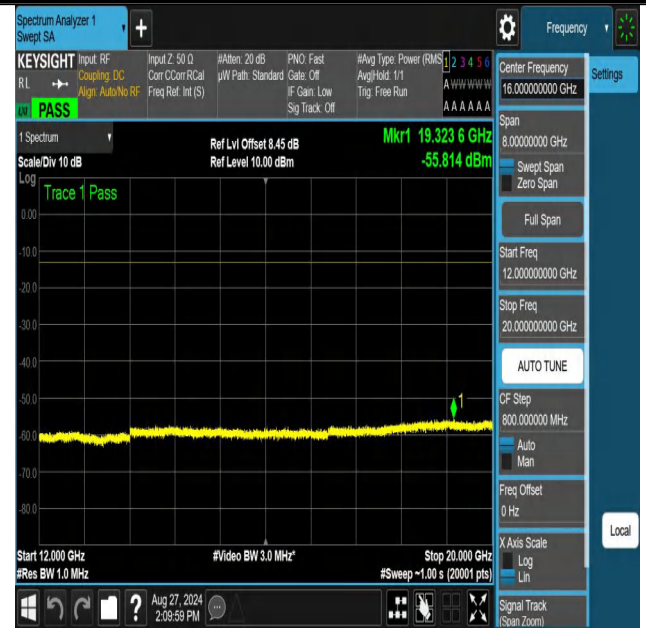 Spectrum Analyzer 1
Swept SA
+
Frequency
KEYSIGHT
RL
LXI
PASS
Input: RF
Coupling: DC
Align: Auto/No RF
Input Z: 50 Ω
Corr CCorr RCal
Freq Ref: Int (S)
#Atten: 20 dB
µW Path: Standard
PNO: Fast
Gate: Off
IF Gain: Low
Sig Track: Off
#Avg Type: Power (RMS
Avg|Hold: 1/1
Trig: Free Run
1 2 3 4 5 6
A W W W W W
A A A A A A
1 Spectrum
Scale/Div 10 dB
Log
Ref Lvl Offset 8.45 dB
Ref Level 10.00 dBm
Mkr1 19.323 6 GHz
-55.814 dBm
Trace 1 Pass
0.00
-10.0
-20.0
-30.0
-40.0
-50.0
-60.0
-70.0
-80.0
1
Start 12.000 GHz
#Res BW 1.0 MHz
#Video BW 3.0 MHz*
Stop 20.000 GHz
#Sweep ~1.00 s (20001 pts)
Center Frequency
16.000000000 GHz
Settings
Span
8.00000000 GHz
Swept Span
Zero Span
Full Span
Start Freq
12.000000000 GHz
Stop Freq
20.000000000 GHz
AUTO TUNE
CF Step
800.000000 MHz
Auto
Man
Freq Offset
0 Hz
X Axis Scale
Log
Lin
Local
Signal Track
(Span Zoom)
?
Aug 27, 2024
2:09:59 PM